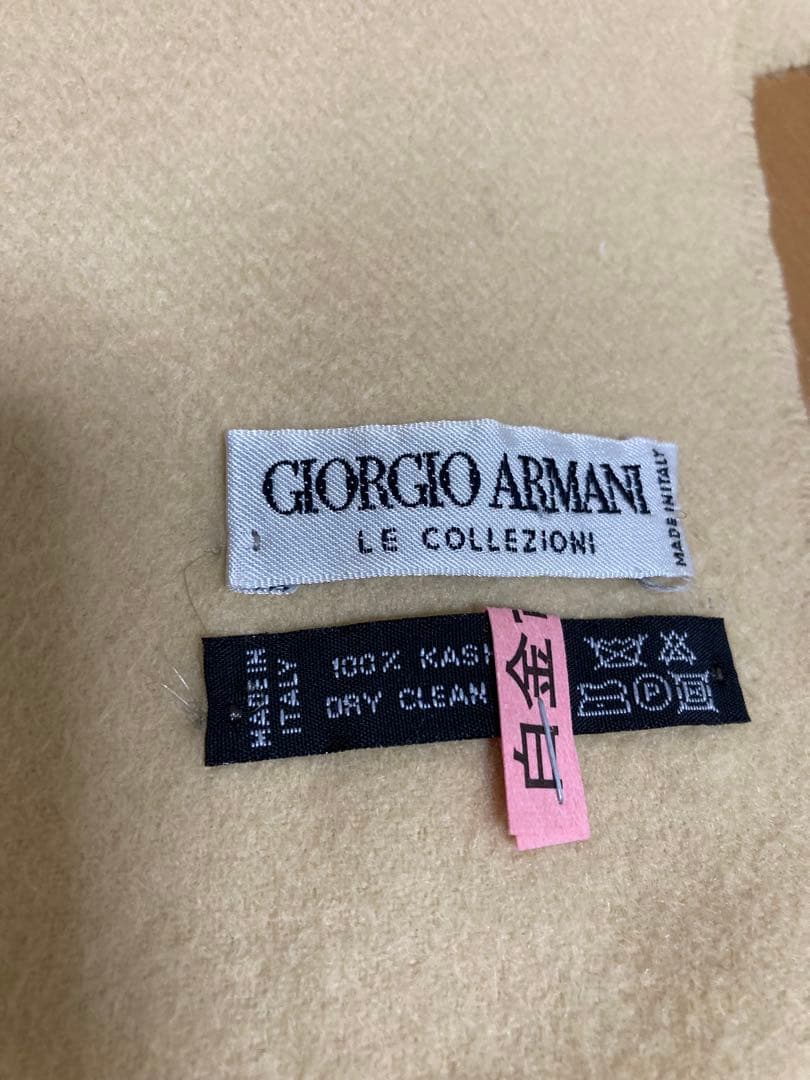 GIORGIO ARMANI
LE COLLEZIONI
MADE IN ITALY
MADE IN
ITALY
100% KASH
DRY CLEAN
P
白金